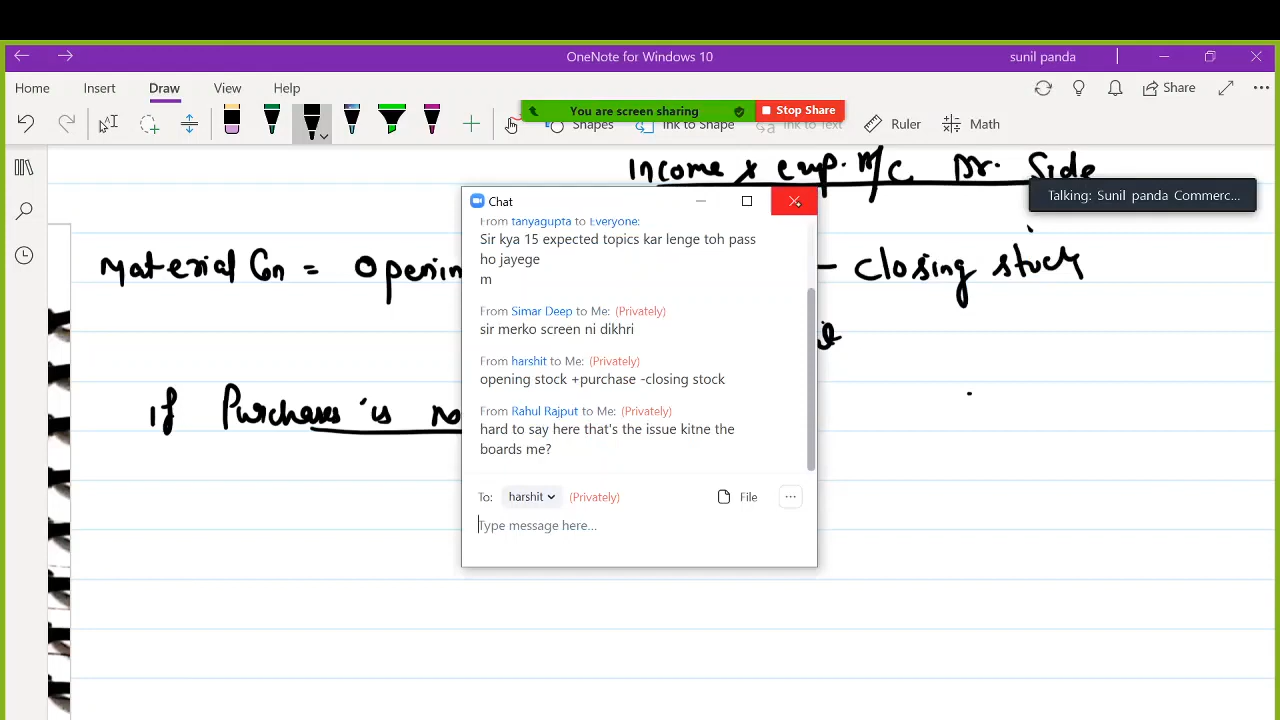 OneNote for Windows 10
sunil panda
Home
Insert
Draw
View
Help
Share
You are screen sharing
Stop Share
Shapes
Ink to Shape
Ink to Text
Ruler
Math
Income & exp. A/C Dr. Side
Talking: Sunil panda Commerc...
Chat
From tanyagupta to Everyone:
Sir kya 15 expected topics kar lenge toh pass
ho jayege
m
Material Con = Openin
- Closing stock
From Simar Deep to Me: (Privately)
sir merko screen ni dikhri
From harshit to Me: (Privately)
opening stock +purchase -closing stock
If Purchases is no
From Rahul Rajput to Me: (Privately)
hard to say here that's the issue kitne the
boards me?
To: harshit (Privately)
File
Type message here...